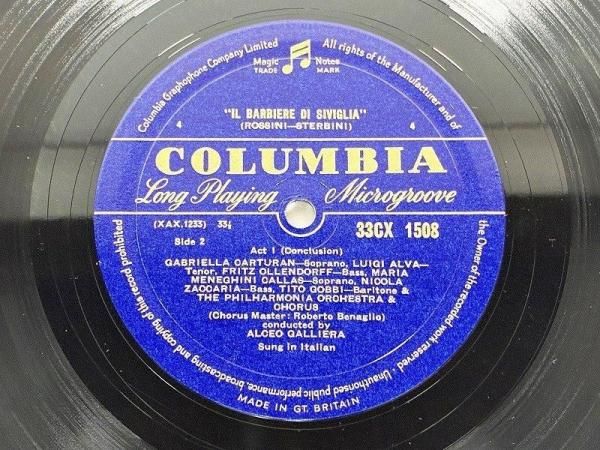 Columbia Graphophone Company Limited
All rights of the Manufacturer and of the Owner of the recorded work reserved · Unauthorised public performance, broadcasting and copying of this record prohibited
Magic Notes
TRADE MARK
"IL BARBIERE DI SIVIGLIA"
(ROSSINI—STERBINI)
4 4
COLUMBIA
Long Playing Microgroove
(XAX.1233) 33⅓
33CX 1508
Side 2
Act I (Conclusion)
GABRIELLA CARTURAN—Soprano, LUIGI ALVA—
Tenor, FRITZ OLLENDORFF—Bass, MARIA
MENEGHINI CALLAS—Soprano, NICOLA
ZACCARIA—Bass, TITO GOBBI—Baritone &
THE PHILHARMONIA ORCHESTRA &
CHORUS
(Chorus Master: Roberto Benaglio)
conducted by
ALCEO GALLIERA
Sung in Italian
MADE IN GT. BRITAIN